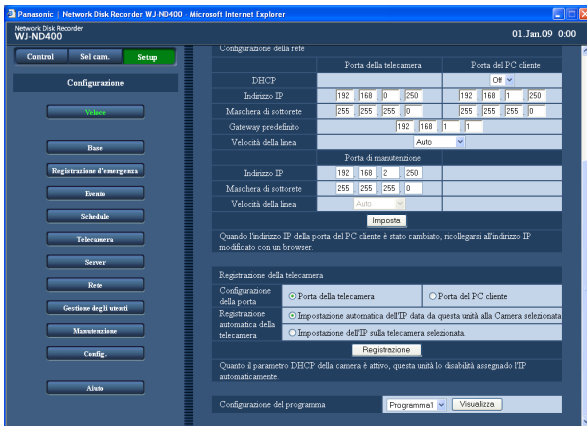 Panasonic | Network Disk Recorder WJ-ND400 - Microsoft Internet Explorer
Network Disk Recorder
WJ-ND400
01.Jan.09 0:00
Control Sel cam. Setup
Configurazione
Veloce
Base
Registrazione d'emergenza
Evento
Schedule
Telecamera
Server
Rete
Gestione degli utenti
Manutenzione
Config.
Aiuto
Configurazione della rete
Porta della telecamera Porta del PC cliente
DHCP Off
Indirizzo IP 192 168 0 250 192 168 1 250
Maschera di sottorete 255 255 255 0 255 255 255 0
Gateway predefinito 192 168 1 1
Velocità della linea Auto
Porta di manutenzione
Indirizzo IP 192 168 2 250
Maschera di sottorete 255 255 255 0
Velocità della linea Auto
Imposta
Quando l'indirizzo IP della porta del PC cliente è stato cambiato, ricollegarsi all'indirizzo IP
modificato con un browser.
Registrazione della telecamera
Configurazione
della porta
Porta della telecamera Porta del PC cliente
Registrazione
automatica della
telecamera
Impostazione automatica dell'IP data da questa unità alla Camera selezionata
Impostazione dell'IP sulla telecamera selezionata.
Registrazione
Quanto il parametro DHCP della camera è attivo, questa unità lo disabilità assegnado l'IP
automaticamente.
Configurazione del programma Programma1 Visualizza